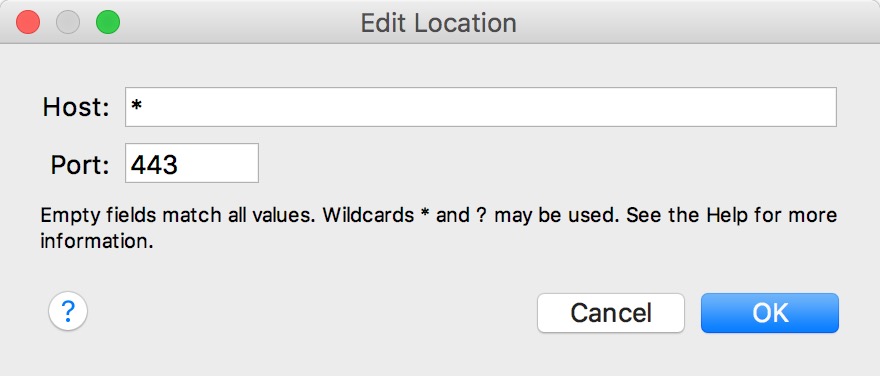 Edit Location
Host: *
Port: 443
Empty fields match all values. Wildcards * and ? may be used. See the Help for more
information.
? Cancel OK